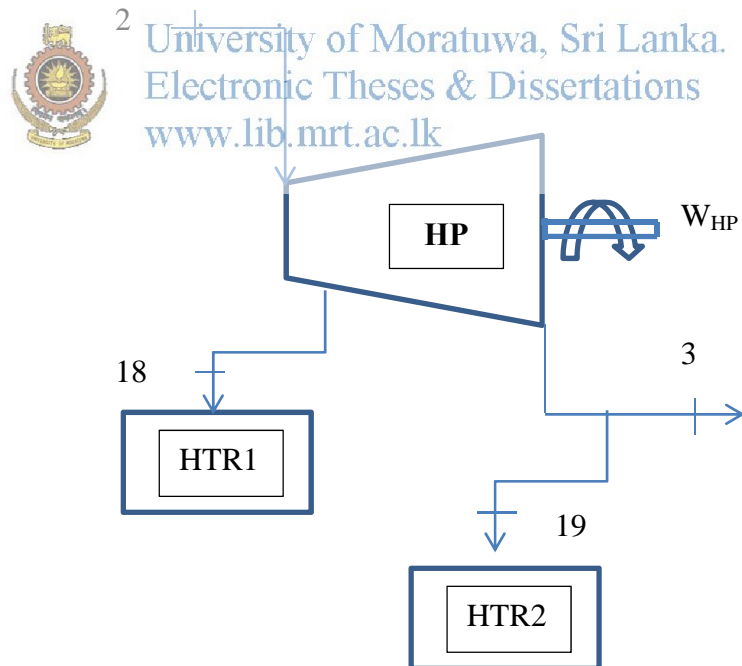 2
University of Moratuwa, Sri Lanka.
Electronic Theses & Dissertations
www.lib.mrt.ac.lk
HP
W_HP
18
3
HTR1
19
HTR2